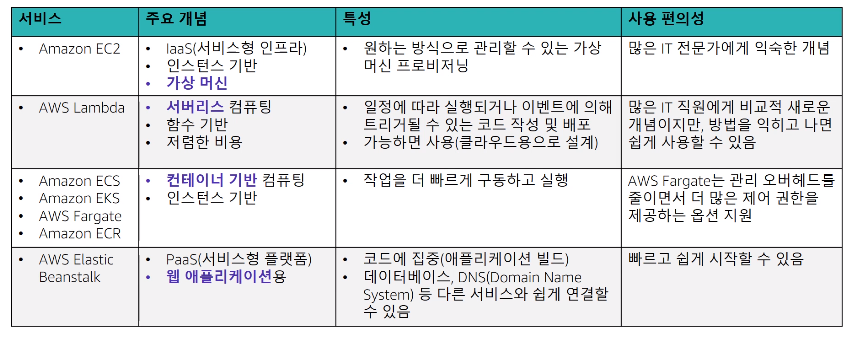 서비스
주요 개념
특성
사용 편의성
• Amazon EC2
• IaaS(서비스형 인프라)
• 인스턴스 기반
• 가상 머신
• 원하는 방식으로 관리할 수 있는 가상
머신 프로비저닝
많은 IT 전문가에게 익숙한 개념
• AWS Lambda
• 서버리스 컴퓨팅
• 함수 기반
• 저렴한 비용
• 일정에 따라 실행되거나 이벤트에 의해
트리거될 수 있는 코드 작성 및 배포
• 가능하면 사용(클라우드용으로 설계)
많은 IT 직원에게 비교적 새로운
개념이지만, 방법을 익히고 나면
쉽게 사용할 수 있음
• Amazon ECS
• Amazon EKS
• AWS Fargate
• Amazon ECR
• 컨테이너 기반 컴퓨팅
• 인스턴스 기반
• 작업을 더 빠르게 구동하고 실행
AWS Fargate는 관리 오버헤드를
줄이면서 더 많은 제어 권한을
제공하는 옵션 지원
• AWS Elastic
Beanstalk
• PaaS(서비스형 플랫폼)
• 웹 애플리케이션용
• 코드에 집중(애플리케이션 빌드)
• 데이터베이스, DNS(Domain Name
System) 등 다른 서비스와 쉽게 연결할
수 있음
빠르고 쉽게 시작할 수 있음